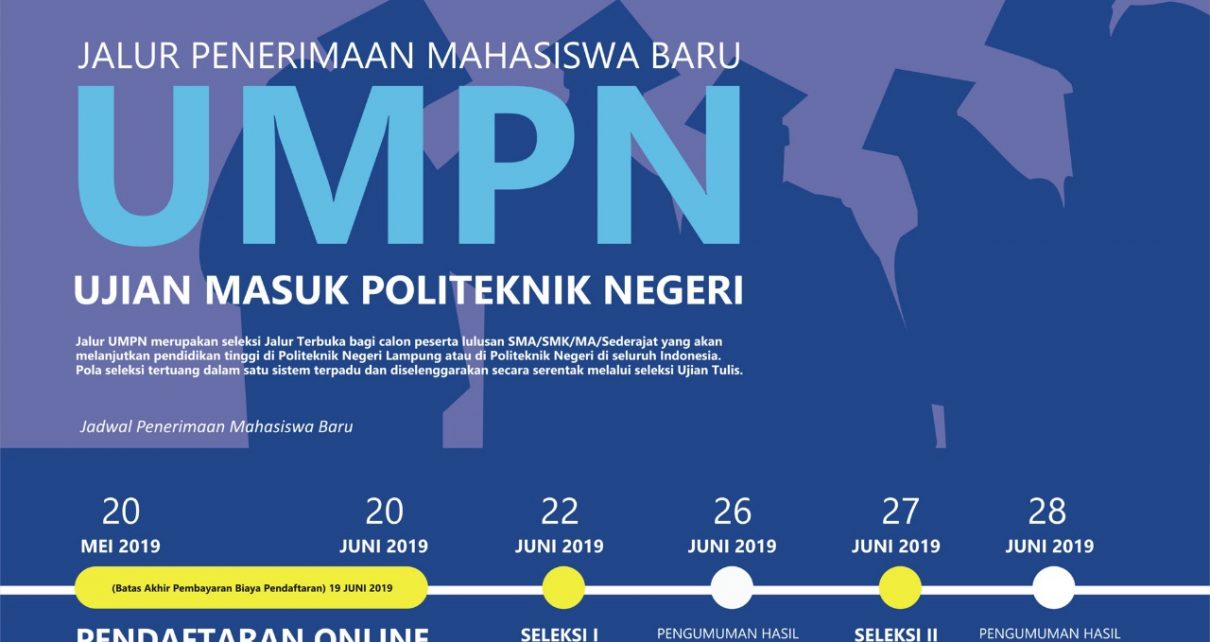 JALUR PENERIMAAN MAHASISWA BARU
UMPN
UJIAN MASUK POLITEKNIK NEGERI
Jalur UMPN merupakan seleksi Jalur Terbuka bagi calon peserta lulusan SMA/SMK/MA/Sederajat yang akan
melanjutkan pendidikan tinggi di Politeknik Negeri Lampung atau di Politeknik Negeri di seluruh Indonesia.
Pola seleksi tertuang dalam satu sistem terpadu dan diselenggarakan secara serentak melalui seleksi Ujian Tulis.
Jadwal Penerimaan Mahasiswa Baru
20 20 22 26 27 28
MEI 2019 JUNI 2019 JUNI 2019 JUNI 2019 JUNI 2019 JUNI 2019
(Batas Akhir Pembayaran Biaya Pendaftaran) 19 JUNI 2019
PENDAFTARAN ONLINE SELEKSI I PENGUMUMAN HASIL SELEKSI II PENGUMUMAN HASIL